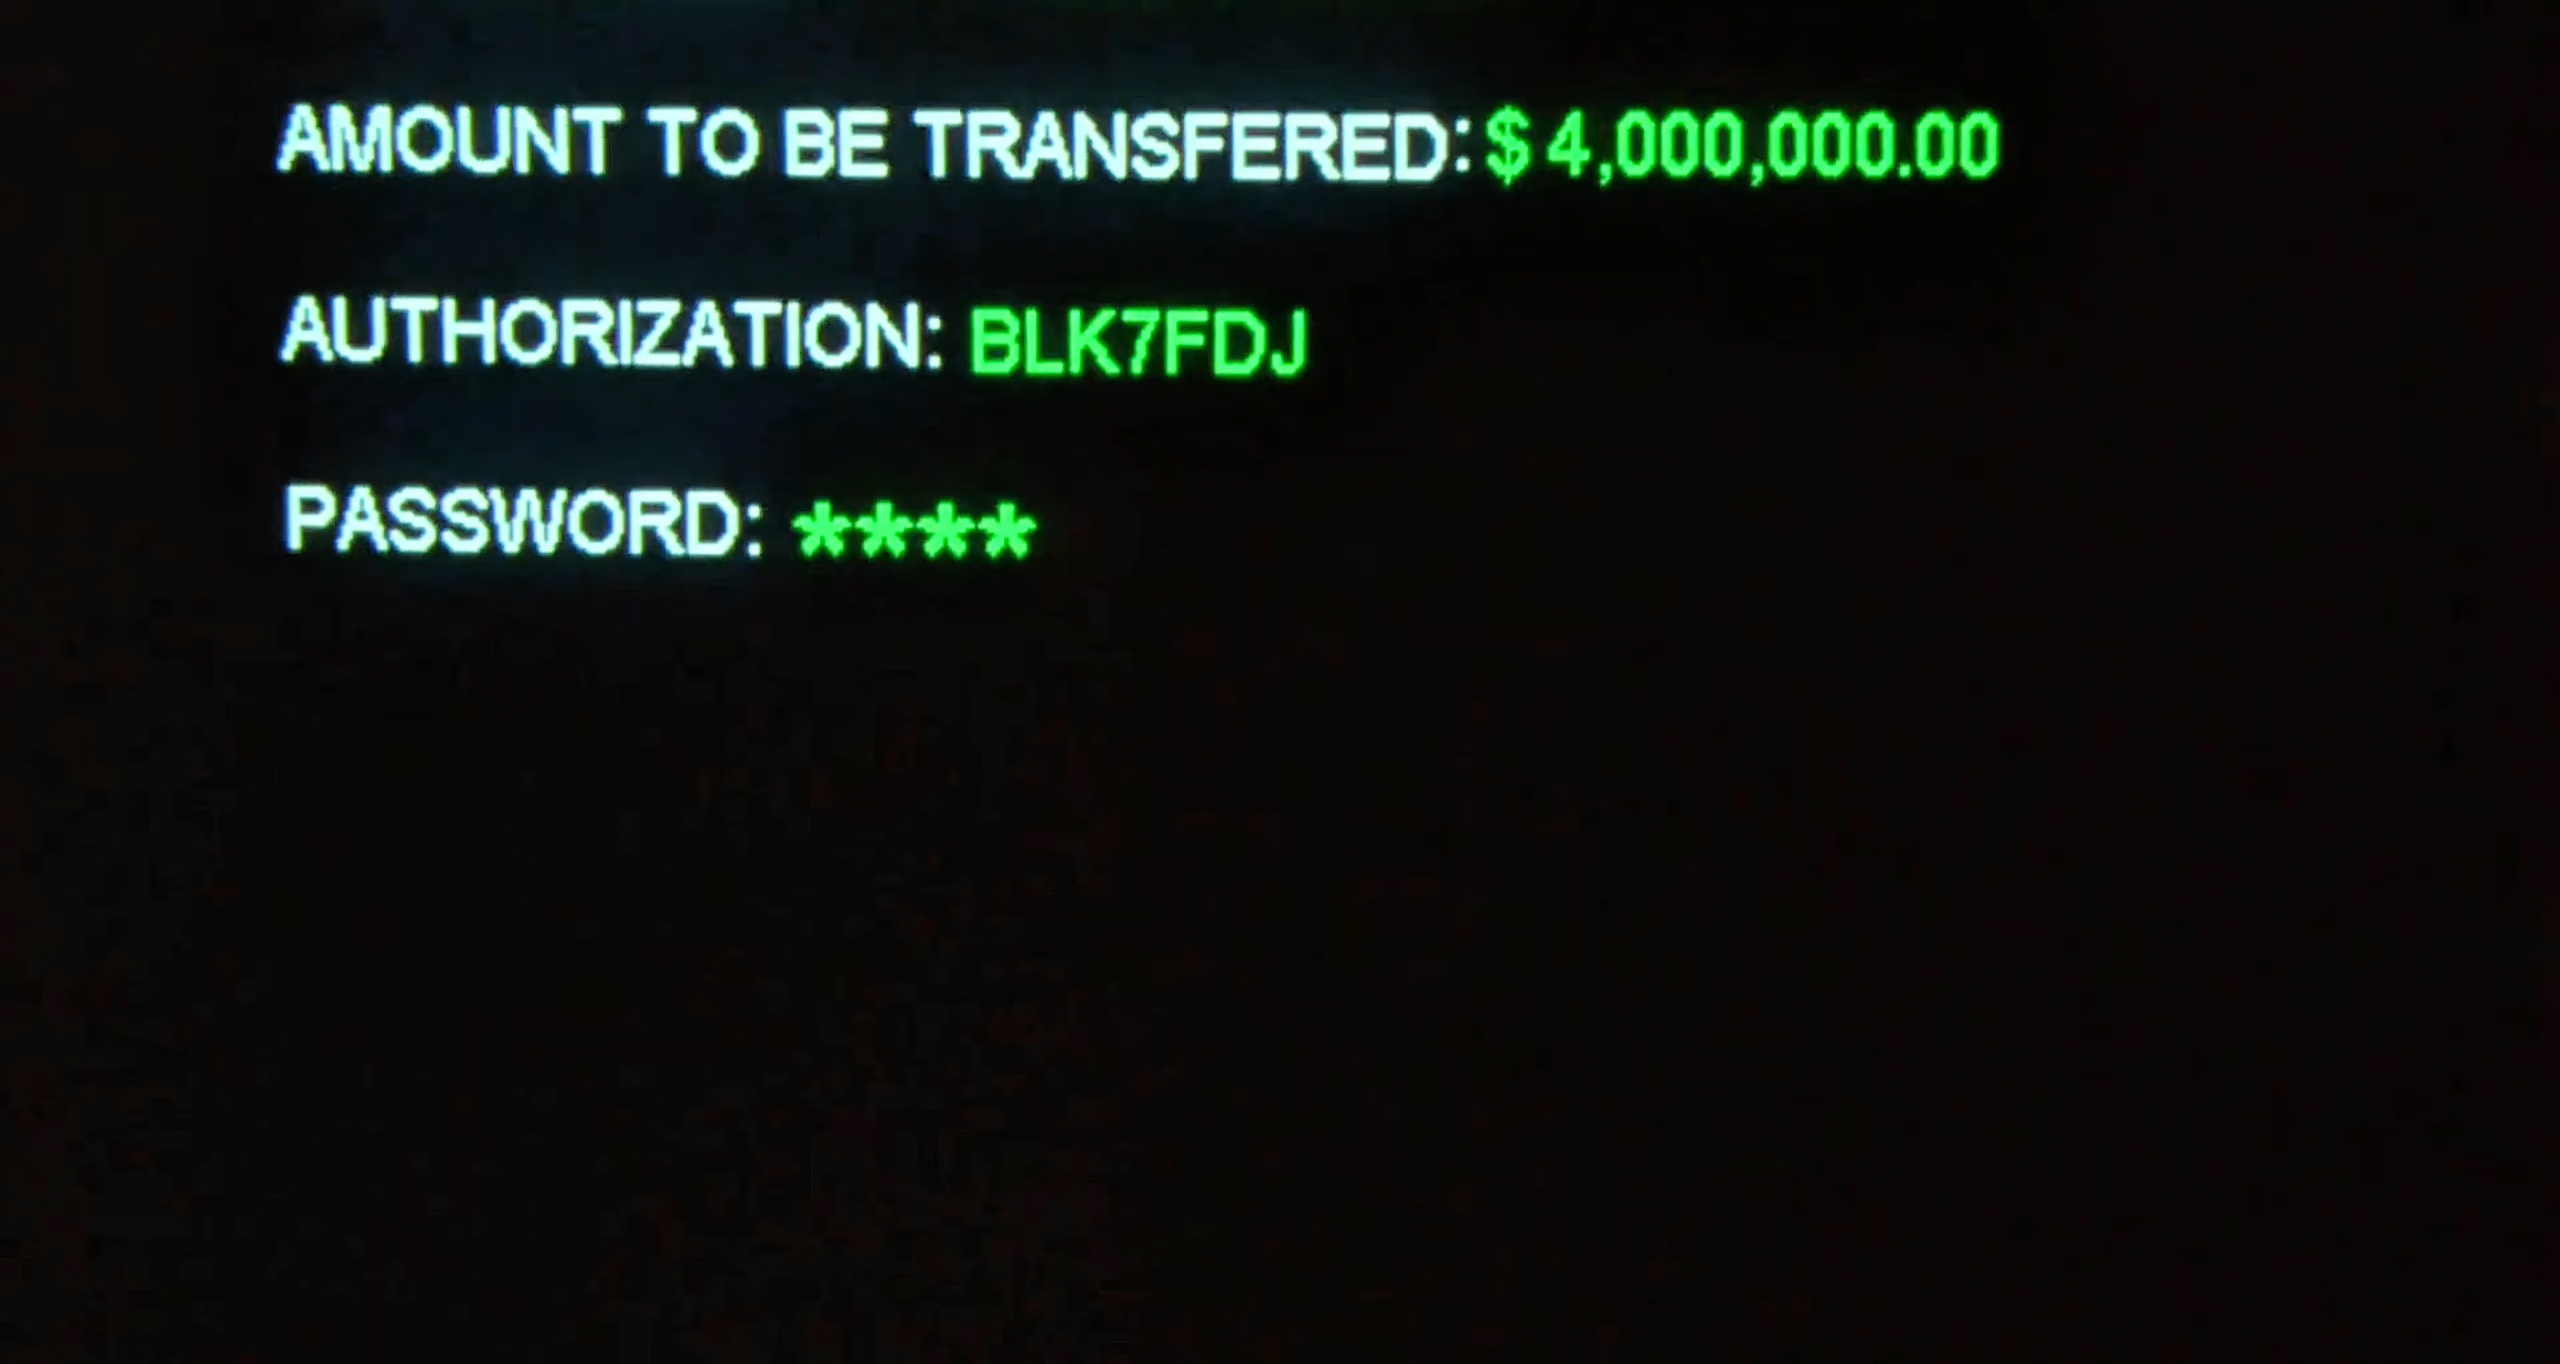 AMOUNT TO BE TRANSFERED: $ 4,000,000.00
AUTHORIZATION: BLK7FDJ
PASSWORD: ****